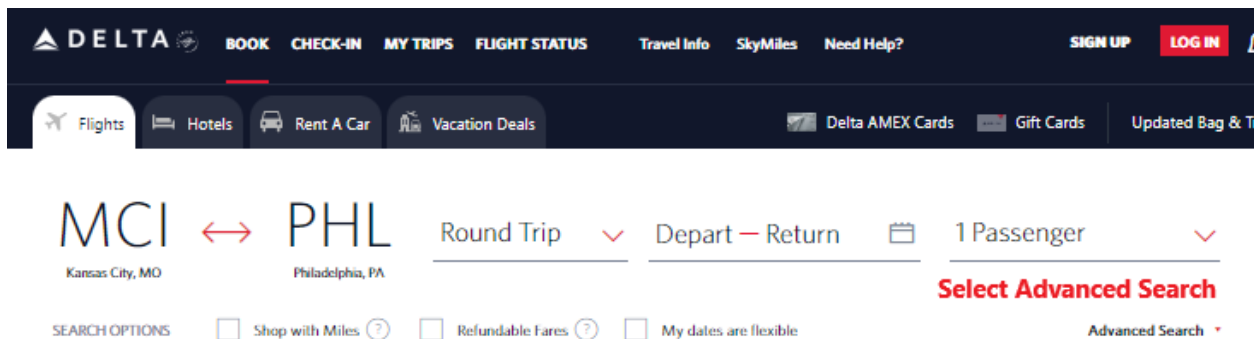 DELTA BOOK CHECK-IN MY TRIPS FLIGHT STATUS Travel Info SkyMiles Need Help? SIGN UP LOG IN
Flights Hotels Rent A Car Vacation Deals Delta AMEX Cards Gift Cards Updated Bag &
MCI PHL Round Trip Depart — Return 1 Passenger
Kansas City, MO Philadelphia, PA
Select Advanced Search
SEARCH OPTIONS Shop with Miles ? Refundable Fares ? My dates are flexible Advanced Search